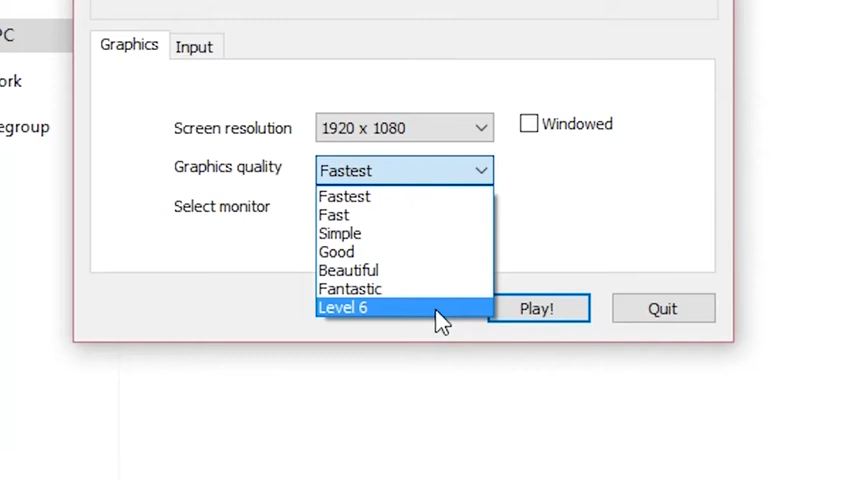 PC
ork
egroup
Graphics
Input
Screen resolution
1920 x 1080
Windowed
Graphics quality
Fastest
Select monitor
Fastest
Fast
Simple
Good
Beautiful
Fantastic
Level 6
Play!
Quit